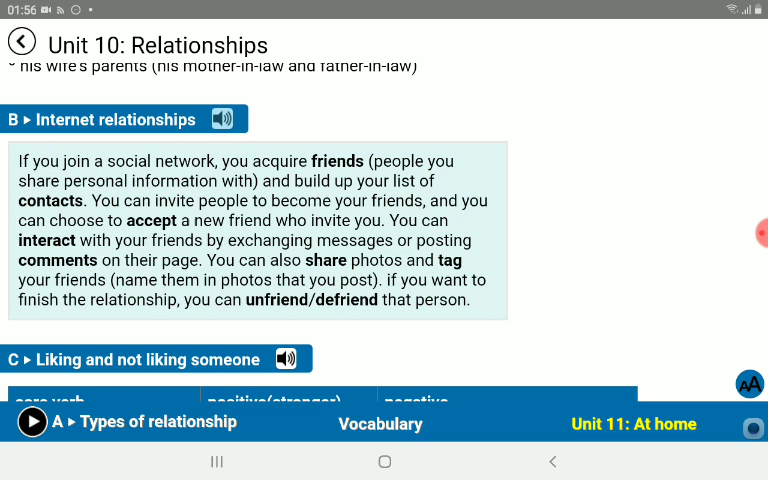 01:56
Unit 10: Relationships
° his wife's parents (his mother-in-law and father-in-law)
B ▸ Internet relationships
If you join a social network, you acquire friends (people you
share personal information with) and build up your list of
contacts. You can invite people to become your friends, and you
can choose to accept a new friend who invite you. You can
interact with your friends by exchanging messages or posting
comments on their page. You can also share photos and tag
your friends (name them in photos that you post). if you want to
finish the relationship, you can unfriend/defriend that person.
C ▸ Liking and not liking someone
core verb positive(stronger) negative
AA
A ▸ Types of relationship Vocabulary Unit 11: At home